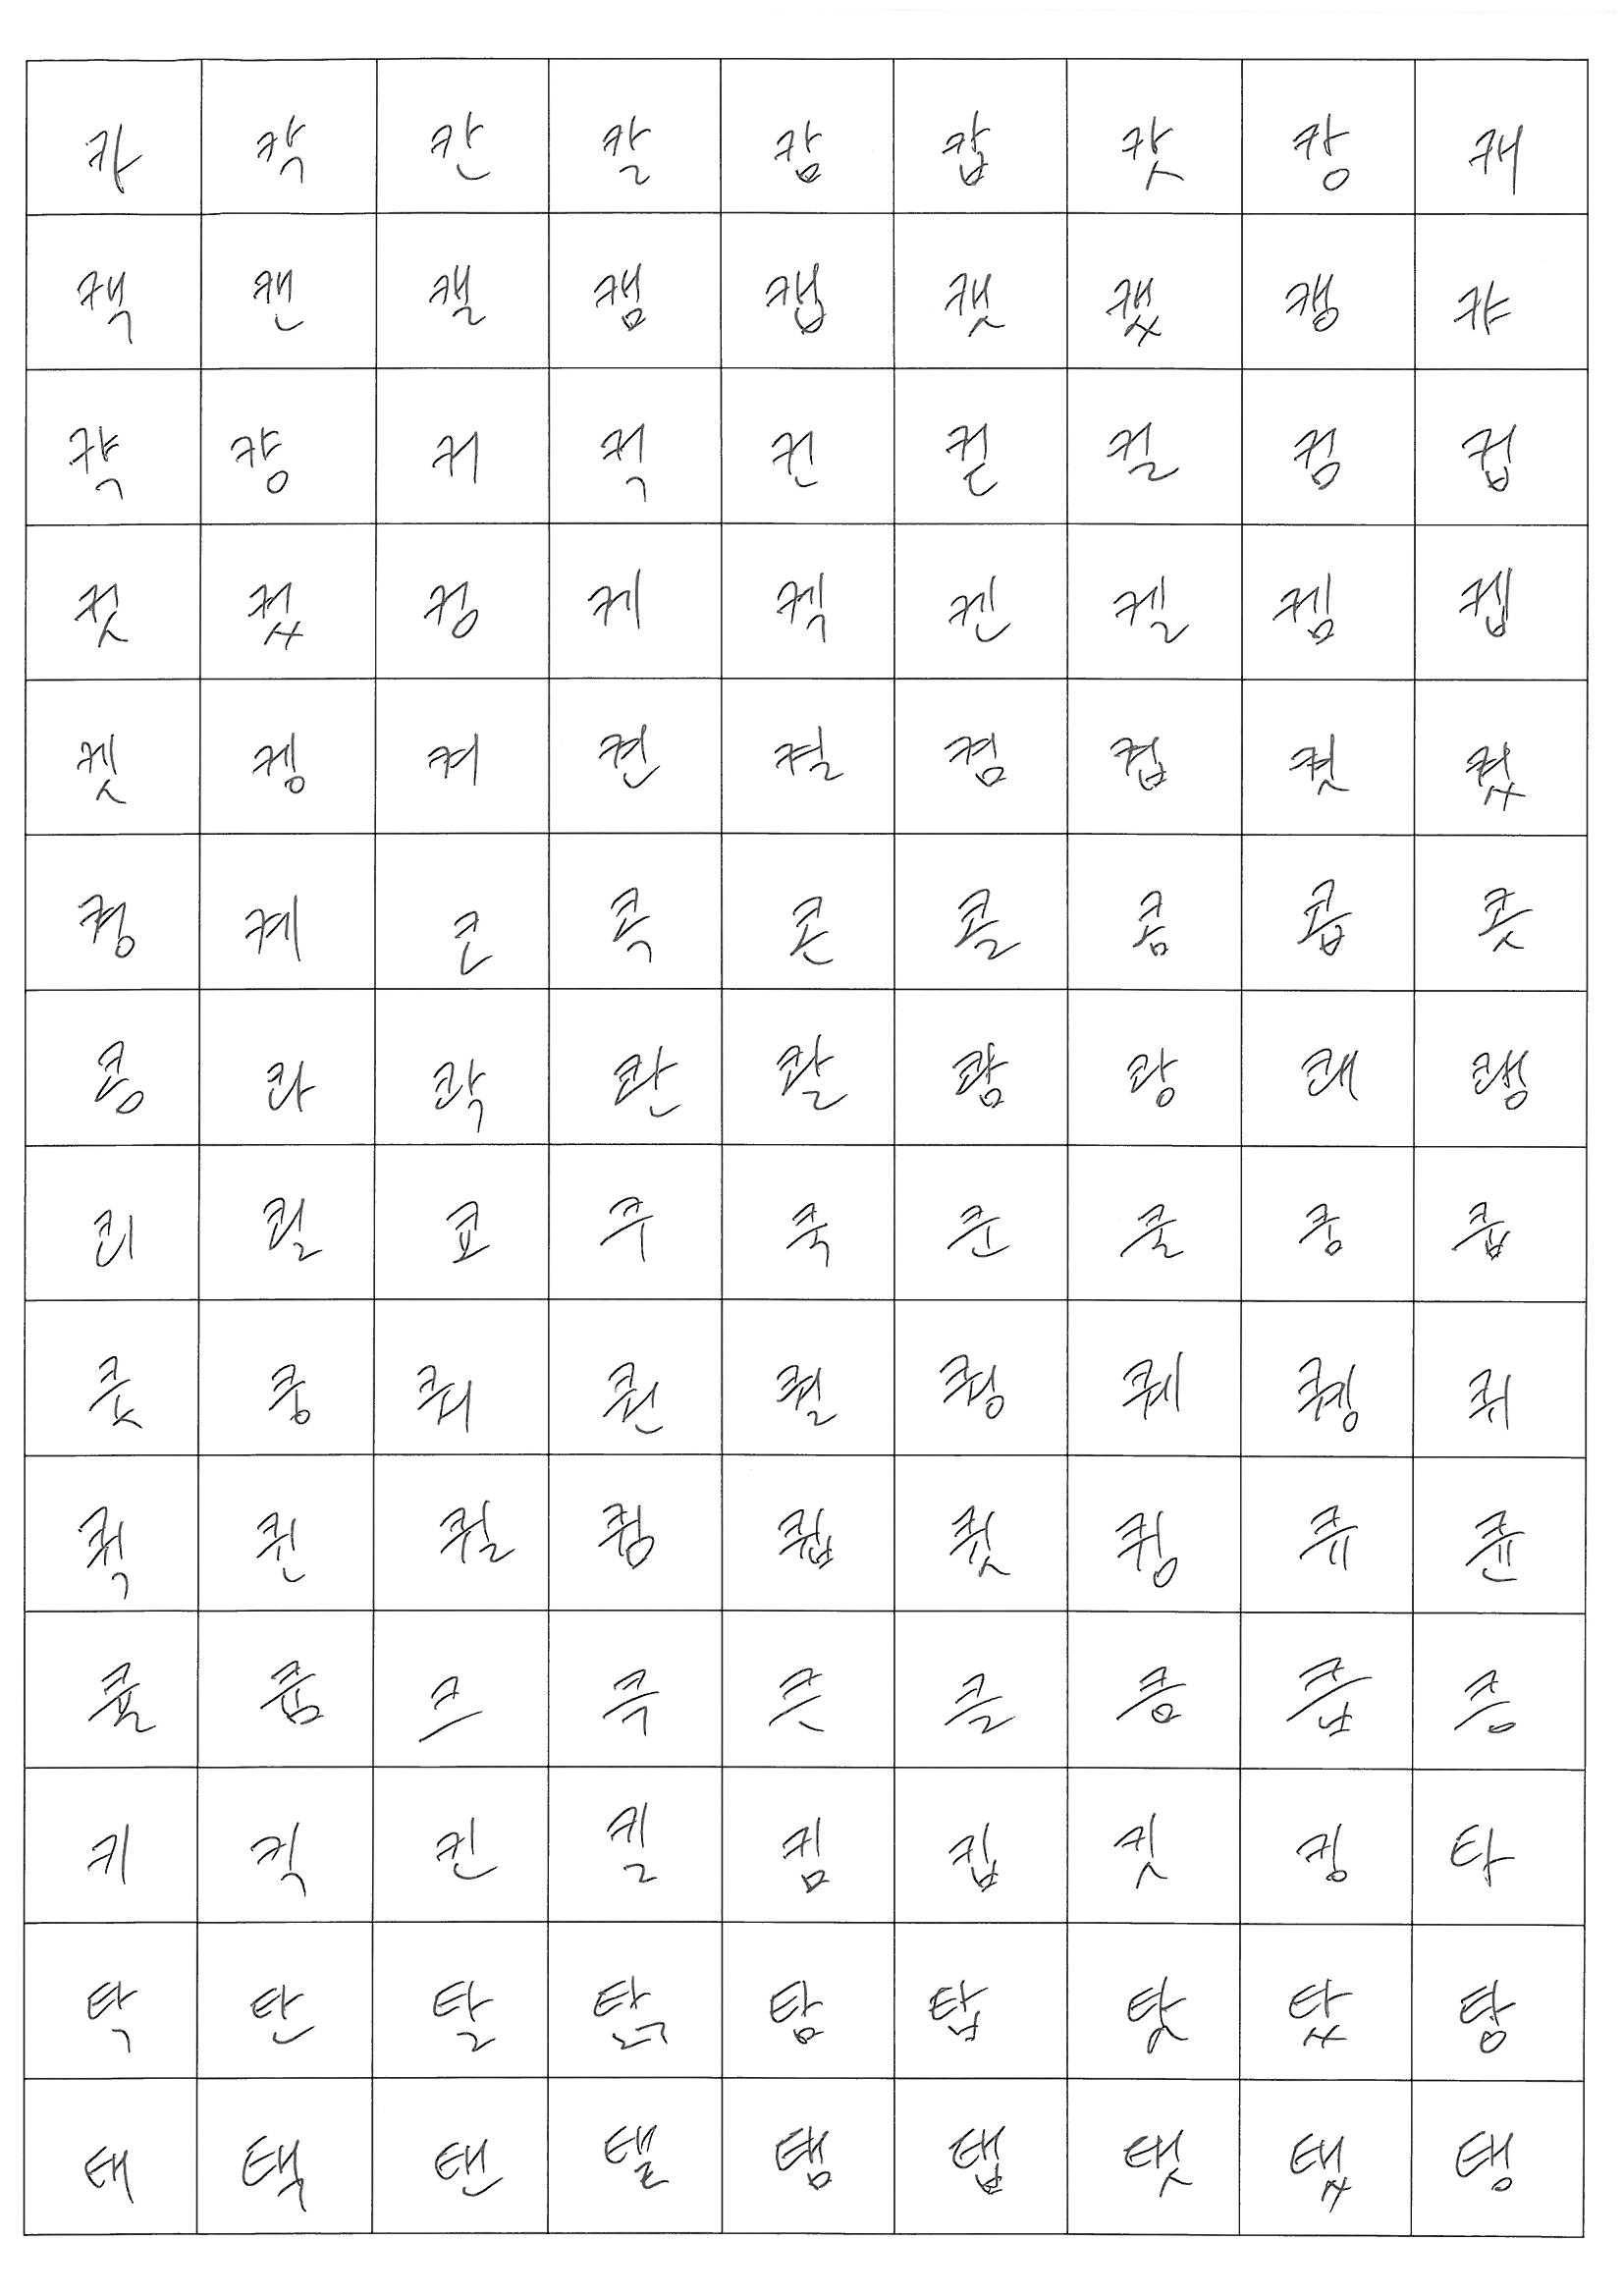 카 칵 칸 칼 캄 캅 캇 캉 캐
캑 캔 캘 캠 캡 캣 캤 캥 캬
캭 컁 커 컥 컨 컫 컬 컴 컵
컷 컸 컹 케 켁 켄 켈 켐 켑
켓 켕 켜 켠 켤 켬 켭 켯 켰
켱 켸 코 콕 콘 콜 콤 콥 콧
콩 콰 콱 콴 콸 쾀 쾅 쾌 쾡
쾨 쾰 쿄 쿠 쿡 쿤 쿨 쿰 쿱
쿳 쿵 쿼 퀀 퀄 퀑 퀘 퀭 퀴
퀵 퀸 퀼 큄 큅 큇 큉 큐 큔
큘 큠 크 큭 큰 클 큼 큽 킁
키 킥 킨 킬 킴 킵 킷 킹 타
탁 탄 탈 탉 탐 탑 탓 탔 탕
태 택 탠 탤 탬 탭 탯 탰 탱